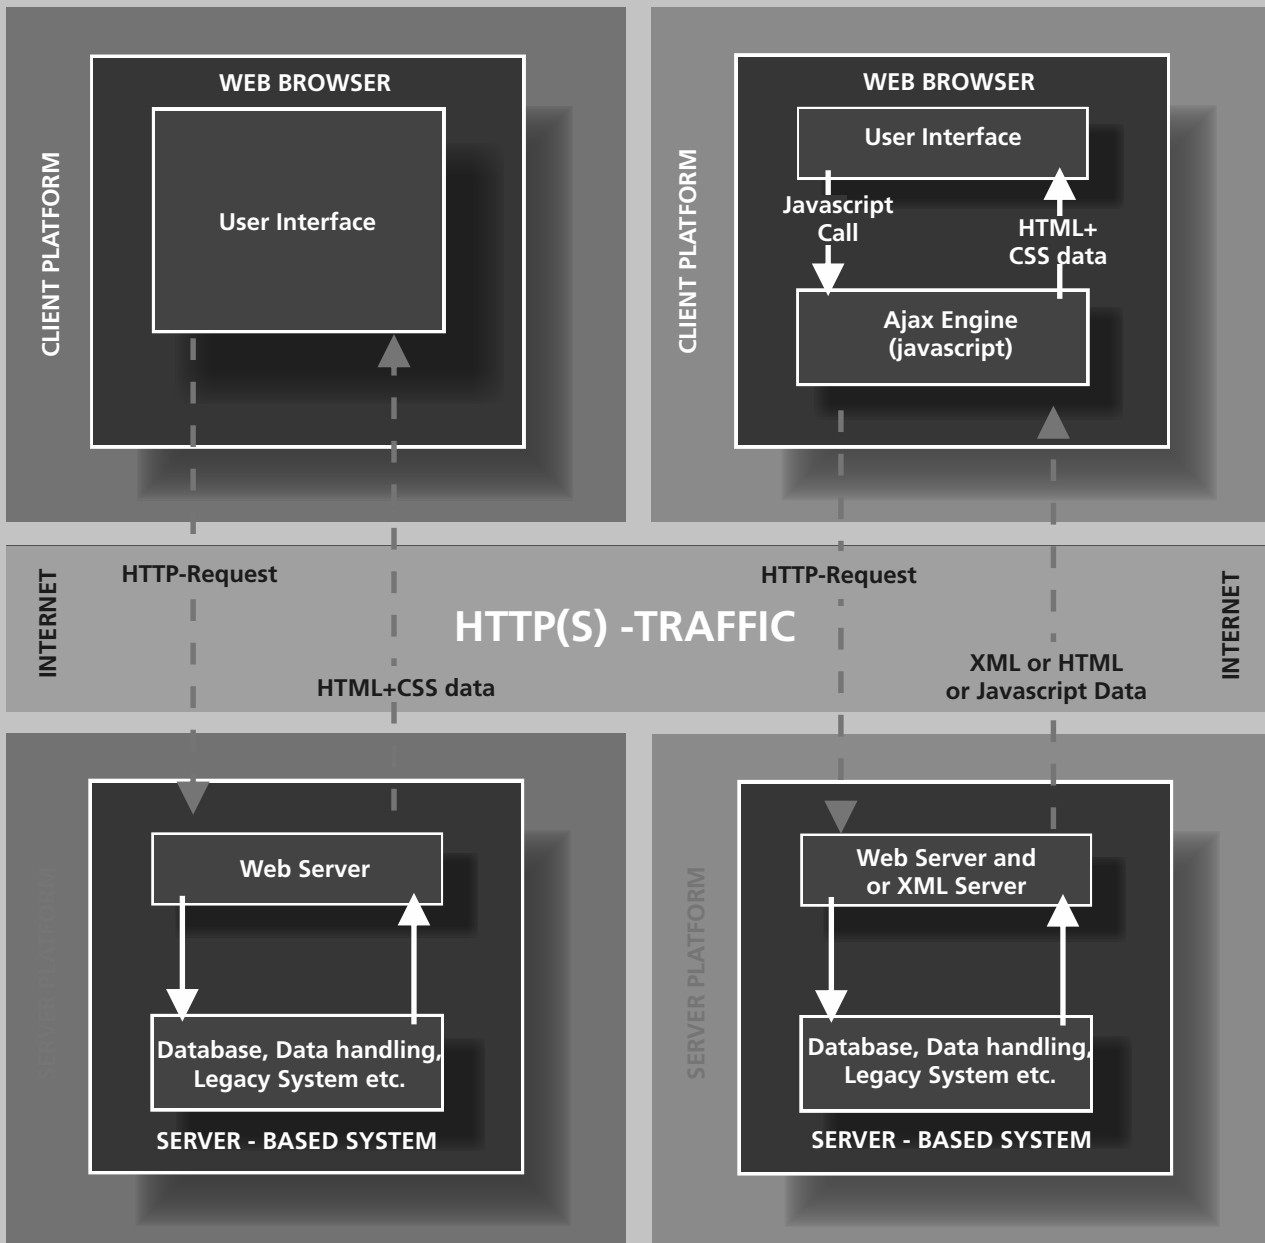 WEB BROWSER
User Interface
CLIENT PLATFORM
WEB BROWSER
User Interface
Javascript
Call
HTML+
CSS data
Ajax Engine
(javascript)
CLIENT PLATFORM
INTERNET
HTTP-Request
HTML+CSS data
HTTP(S) -TRAFFIC
HTTP-Request
XML or HTML
or Javascript Data
INTERNET
SERVER PLATFORM
Web Server
Database, Data handling,
Legacy System etc.
SERVER - BASED SYSTEM
SERVER PLATFORM
Web Server and
or XML Server
Database, Data handling,
Legacy System etc.
SERVER - BASED SYSTEM